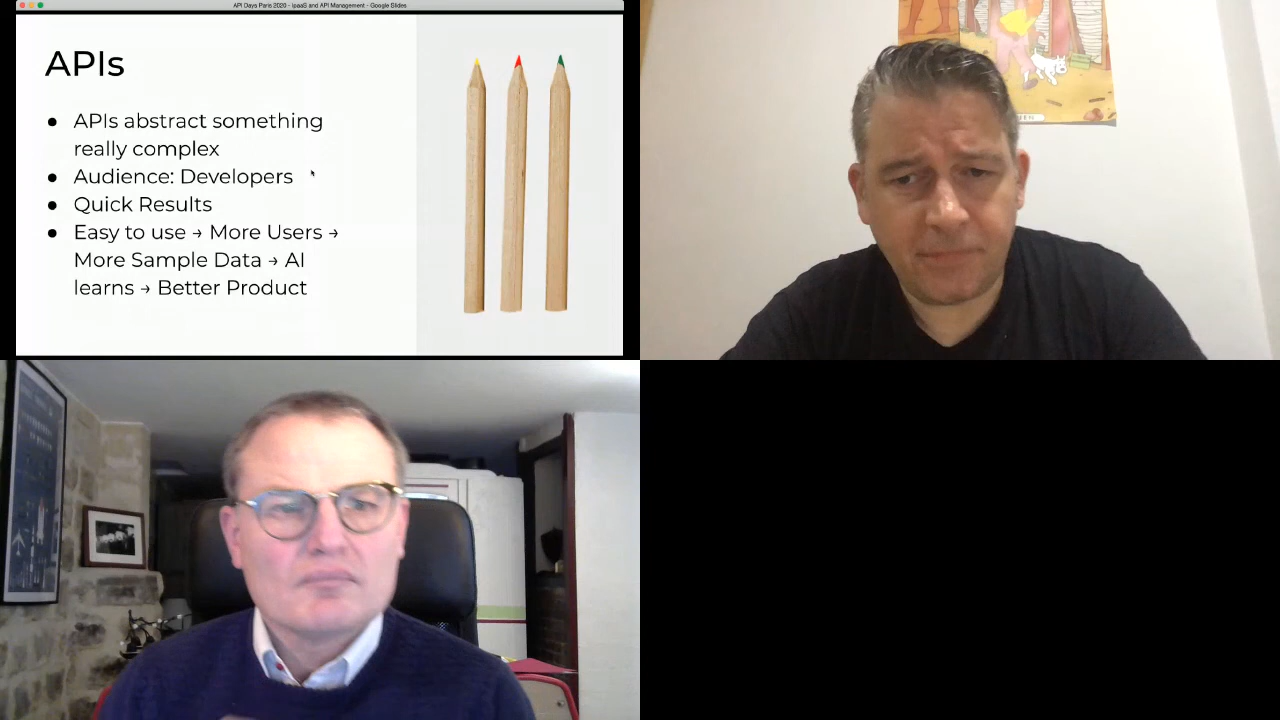 API Days Paris 2020 - IpaaS and API Management - Google Slides
APIs
● APIs abstract something
really complex
● Audience: Developers
● Quick Results
● Easy to use → More Users →
More Sample Data → AI
learns → Better Product